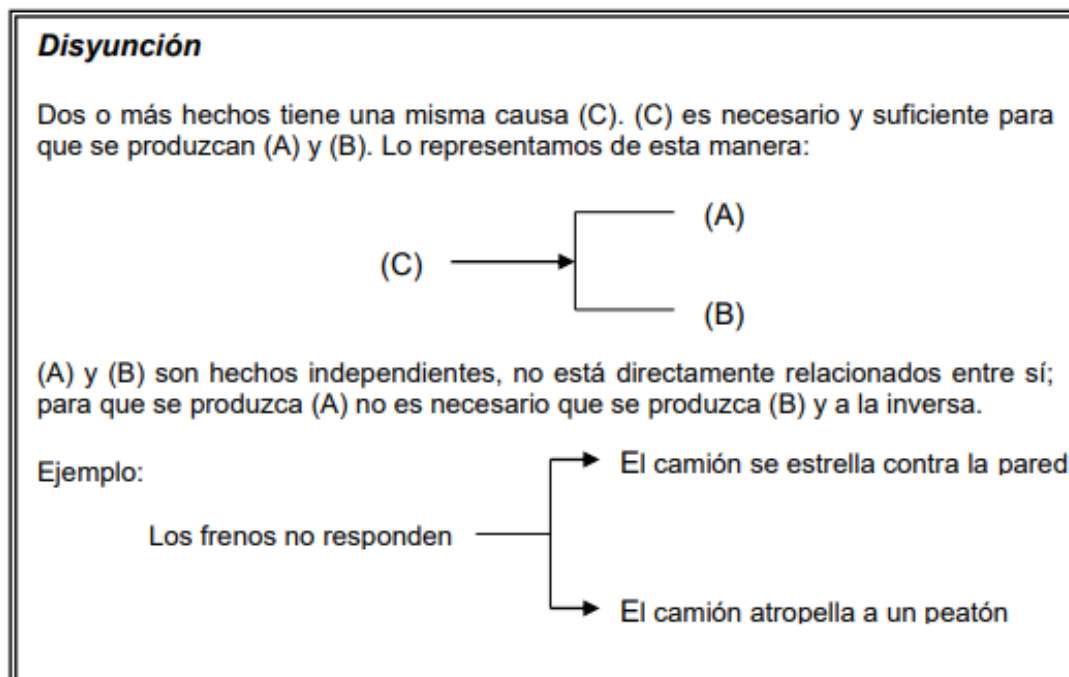 Disyunción
Dos o más hechos tiene una misma causa (C). (C) es necesario y suficiente para
que se produzcan (A) y (B). Lo representamos de esta manera:
(A)
(C)
(B)
(A) y (B) son hechos independientes, no está directamente relacionados entre sí;
para que se produzca (A) no es necesario que se produzca (B) y a la inversa.
El camión se estrella contra la pared
Ejemplo:
Los frenos no responden
El camión atropella a un peatón